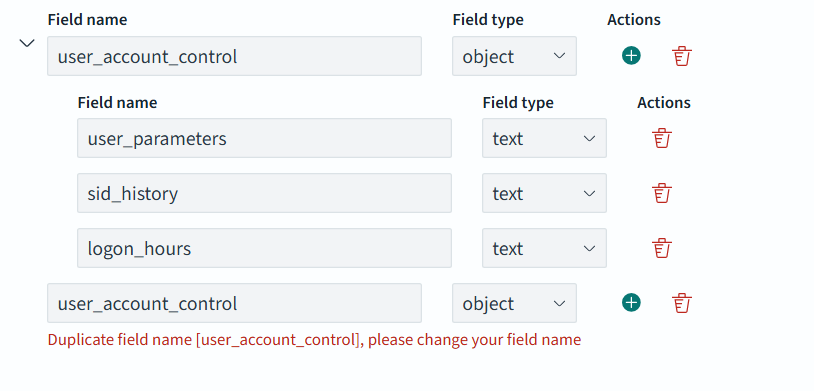 Field name Field type Actions
user_account_control object
Field name Field type Actions
user_parameters text
sid_history text
logon_hours text
user_account_control object
Duplicate field name [user_account_control], please change your field name